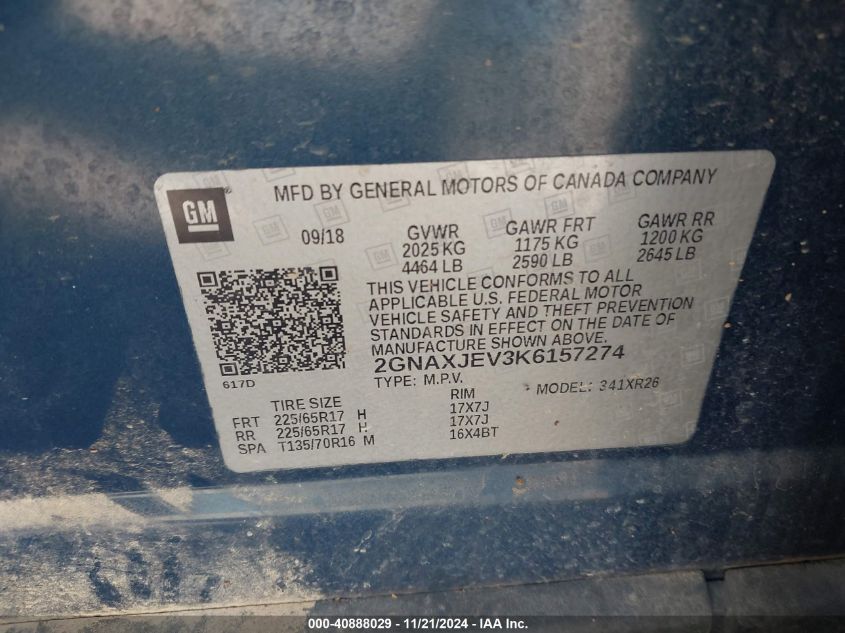 MFD BY GENERAL MOTORS OF CANADA COMPANY
GM
09/18
GVWR GAWR FRT GAWR RR
2025 KG 1175 KG 1200 KG
4464 LB 2590 LB 2645 LB
THIS VEHICLE CONFORMS TO ALL
APPLICABLE U.S. FEDERAL MOTOR
VEHICLE SAFETY AND THEFT PREVENTION
STANDARDS IN EFFECT ON THE DATE OF
MANUFACTURE SHOWN ABOVE.
2GNAXJEV3K6157274
617D
TYPE: M.P.V. MODEL: 341XR26
TIRE SIZE RIM
FRT 225/65R17 H 17X7J
RR 225/65R17 H 17X7J
SPA T135/70R16 M 16X4BT
000-40888029 - 11/21/2024 - IAA, Inc.